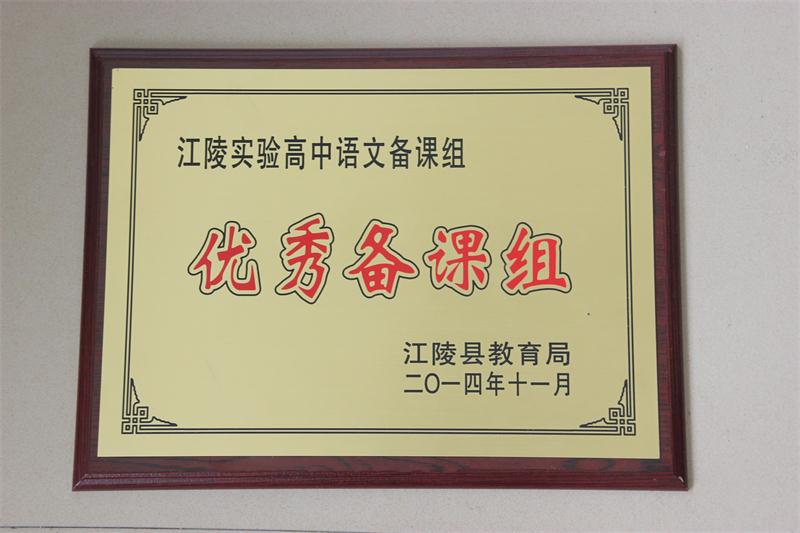 江陵实验高中语文备课组
优秀备课组
江陵县教育局
二〇一四年十一月